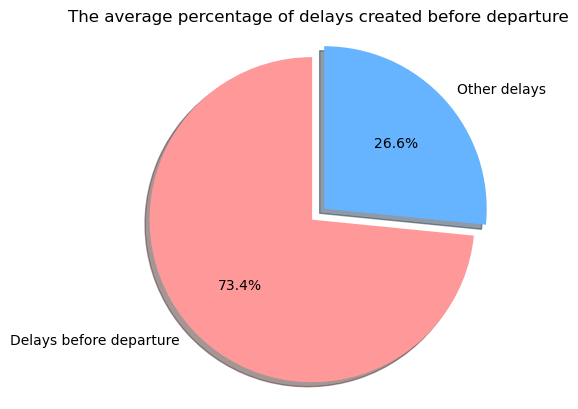 The average percentage of delays created before departure
Other delays
26.6%
73.4%
Delays before departure